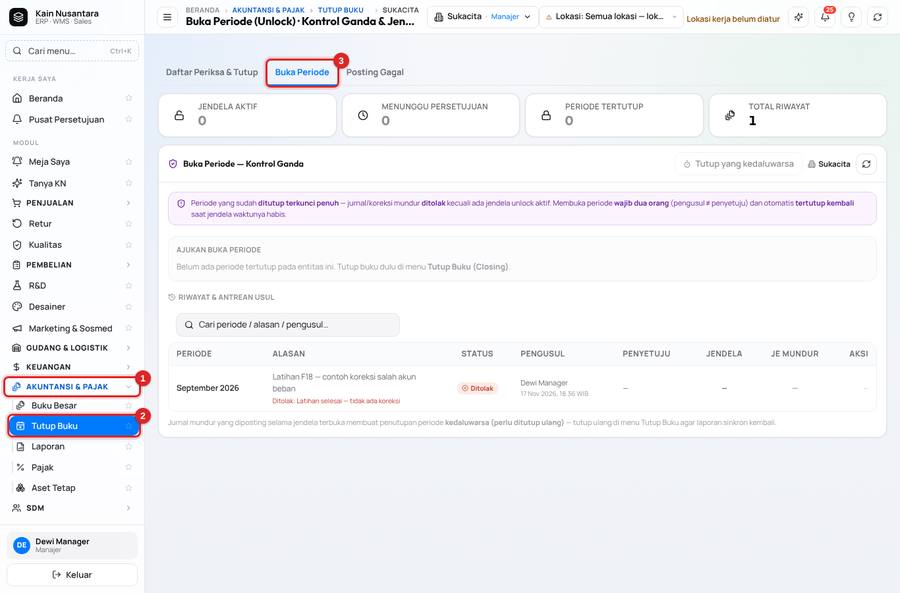 Kain Nusantara
ERP · WMS · Sales
Cari menu...
Ctrl+K
KERJA SAYA
Beranda
Pusat Persetujuan
MODUL
Meja Saya
Tanya KN
PENJUALAN
Retur
Kualitas
PEMBELIAN
R&D
Desainer
Marketing & Sosmed
GUDANG & LOGISTIK
KEUANGAN
AKUNTANSI & PAJAK
1
Buku Besar
2
Tutup Buku
Laporan
Pajak
Aset Tetap
SDM
DE
Dewi Manager
Manajer
Keluar
BERANDA › AKUNTANSI & PAJAK › TUTUP BUKU › SUKACITA
Buka Periode (Unlock) · Kontrol Ganda & Jen...
Sukacita · Manajer
Lokasi: Semua lokasi — lok...
Lokasi kerja belum diatur
25
Daftar Periksa & Tutup
Buka Periode
3
Posting Gagal
JENDELA AKTIF
0
MENUNGGU PERSETUJUAN
0
PERIODE TERTUTUP
0
TOTAL RIWAYAT
1
Buka Periode — Kontrol Ganda
Tutup yang kedaluwarsa
Sukacita
Periode yang sudah ditutup terkunci penuh — jurnal/koreksi mundur ditolak kecuali ada jendela unlock aktif. Membuka periode wajib dua orang (pengusul ≠ penyetuju) dan otomatis tertutup kembali
saat jendela waktunya habis.
AJUKAN BUKA PERIODE
Belum ada periode tertutup pada entitas ini. Tutup buku dulu di menu Tutup Buku (Closing).
RIWAYAT & ANTREAN USUL
Cari periode / alasan / pengusul...
PERIODE ALASAN STATUS PENGUSUL PENYETUJU JENDELA JE MUNDUR AKSI
September 2026
Latihan F18 — contoh koreksi salah akun
beban
Ditolak: Latihan selesai — tidak ada koreksi
Ditolak
Dewi Manager
17 Nov 2026, 18.36 WIB
—
—
—
–
Jurnal mundur yang diposting selama jendela terbuka membuat penutupan periode kedaluwarsa (perlu ditutup ulang) — tutup ulang di menu Tutup Buku agar laporan sinkron kembali.